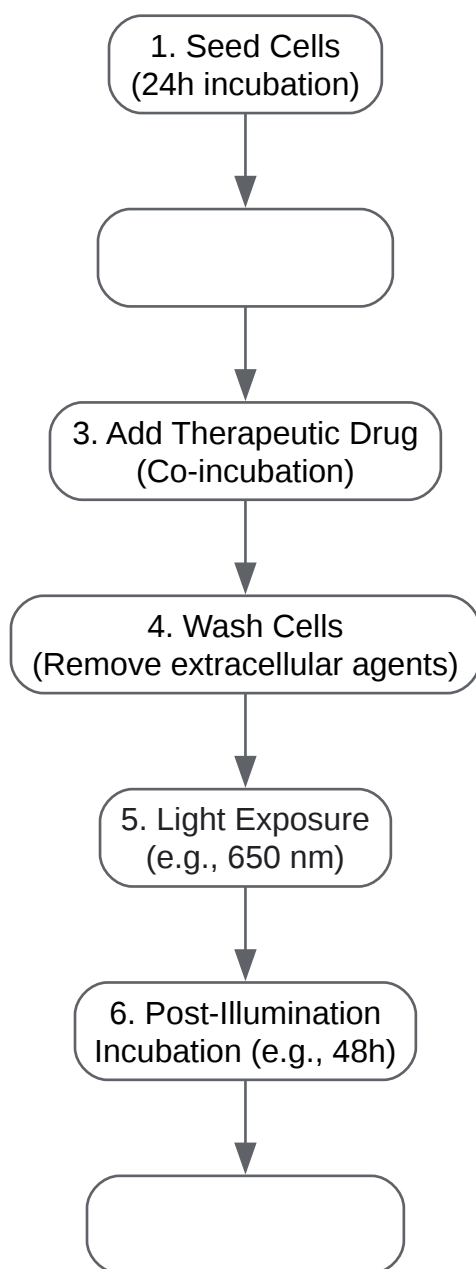 1. Seed Cells
(24h incubation)
3. Add Therapeutic Drug
(Co-incubation)
4. Wash Cells
(Remove extracellular agents)
5. Light Exposure
(e.g., 650 nm)
6. Post-Illumination
Incubation (e.g., 48h)